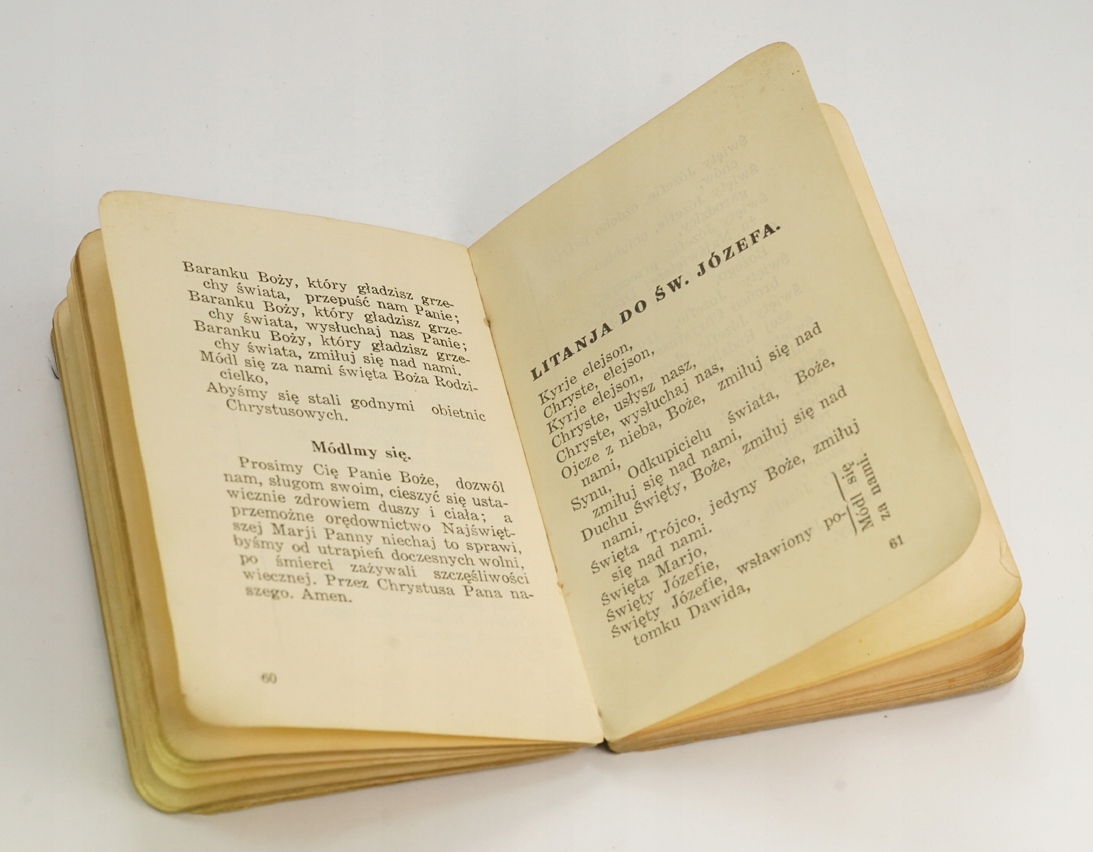 Baranku Boży, który gładzisz grze-
chy świata, przepuść nam Panie;
Baranku Boży, który gładzisz grze-
chy świata, wysłuchaj nas Panie;
Baranku Boży, który gładzisz grze-
chy świata, zmiłuj się nad nami.
Módl się za nami święta Boża Rodzi-
cielko,
Abyśmy się stali godnymi obietnic
Chrystusowych.
Módlmy się.
Prosimy Cię Panie Boże, dozwól
nam, sługom swoim, cieszyć się usta-
wicznie zdrowiem duszy i ciała; a
przemożne orędownictwo Najświęt-
szej Marji Panny niechaj to sprawi,
byśmy od utrapień doczesnych wolni,
po śmierci zażywali szczęśliwości
wiecznej. Przez Chrystusa Pana na-
szego. Amen.
60
LITANJA DO ŚW. JÓZEFA.
Kyrje elejson,
Chryste, elejson,
Kyrje elejson,
Chryste, usłysz nasz,
Chryste, wysłuchaj nas,
Ojcze z nieba, Boże, zmiłuj się nad
nami,
Synu, Odkupicielu świata, Boże,
zmiłuj się nad nami,
Duchu Święty, Boże, zmiłuj się nad
nami,
Święta Trójco, jedyny Boże, zmiłuj
się nad nami.
Święta Marjo,
Święty Józefie,
Święty Józefie, wsławiony po-
tomku Dawida,
Módl się
za nami.
61